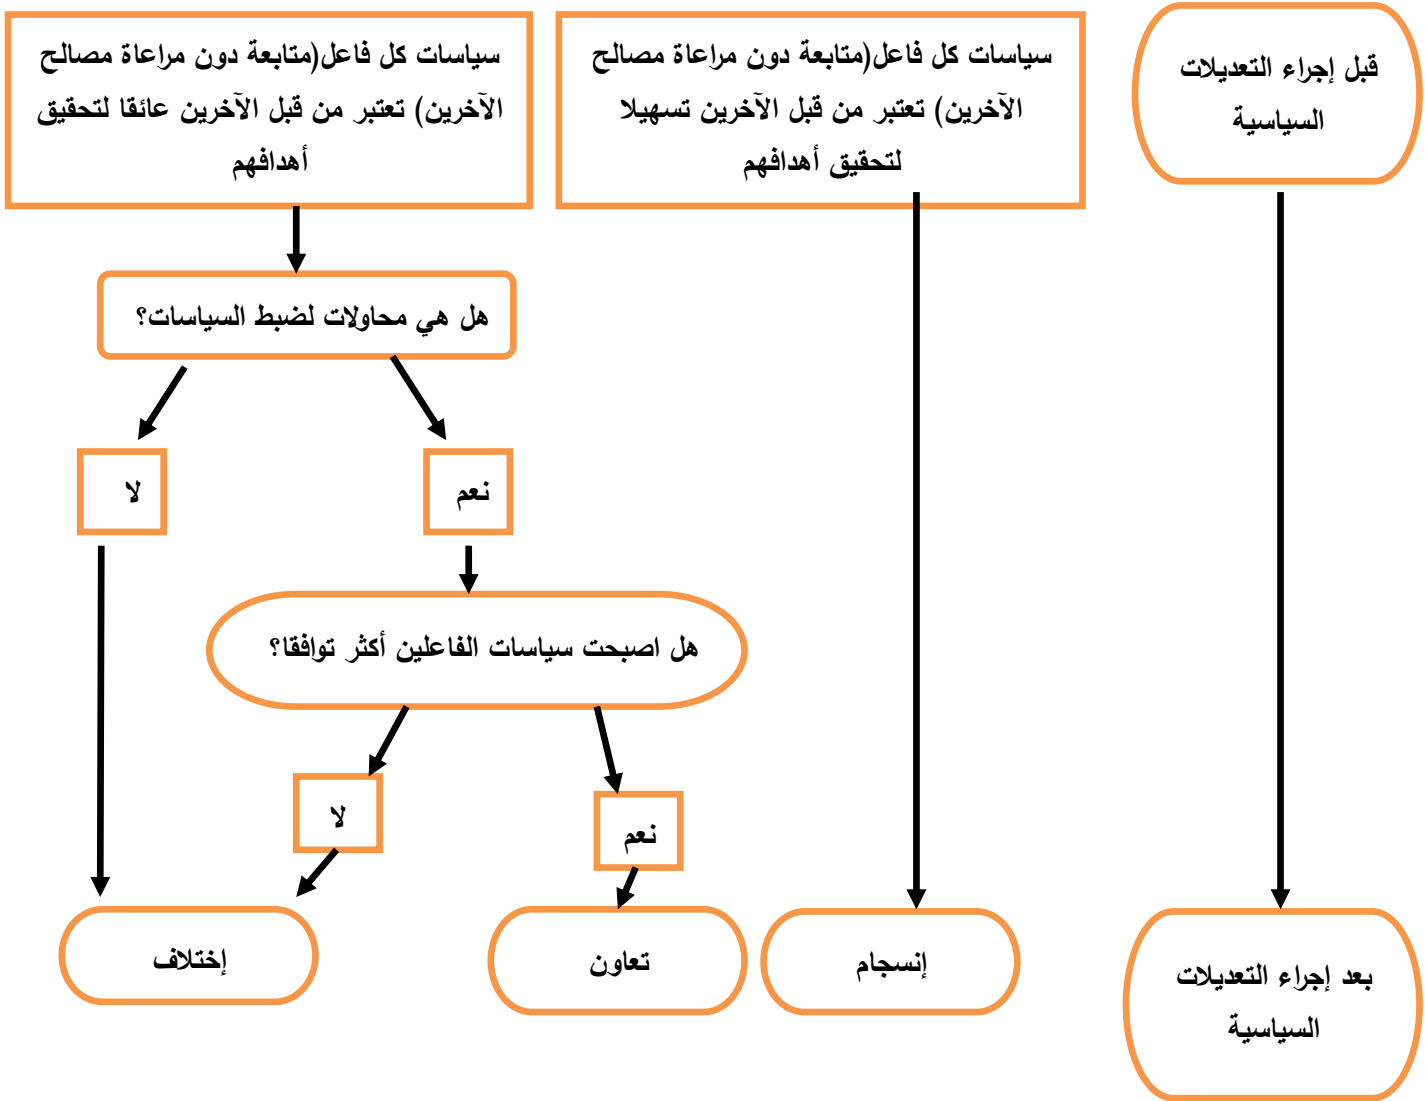 قبل إجراء التعديلات
السياسية
سياسات كل فاعل(متابعة دون مراعاة مصالح
الآخرين) تعتبر من قبل الآخرين تسهيلا
لتحقيق أهدافهم
سياسات كل فاعل(متابعة دون مراعاة مصالح
الآخرين) تعتبر من قبل الآخرين عائقا لتحقيق
أهدافهم
هل هي محاولات لضبط السياسات؟
نعم
لا
هل اصبحت سياسات الفاعلين أكثر توافقا؟
لا
نعم
بعد إجراء التعديلات
السياسية
إنسجام
تعاون
إختلاف